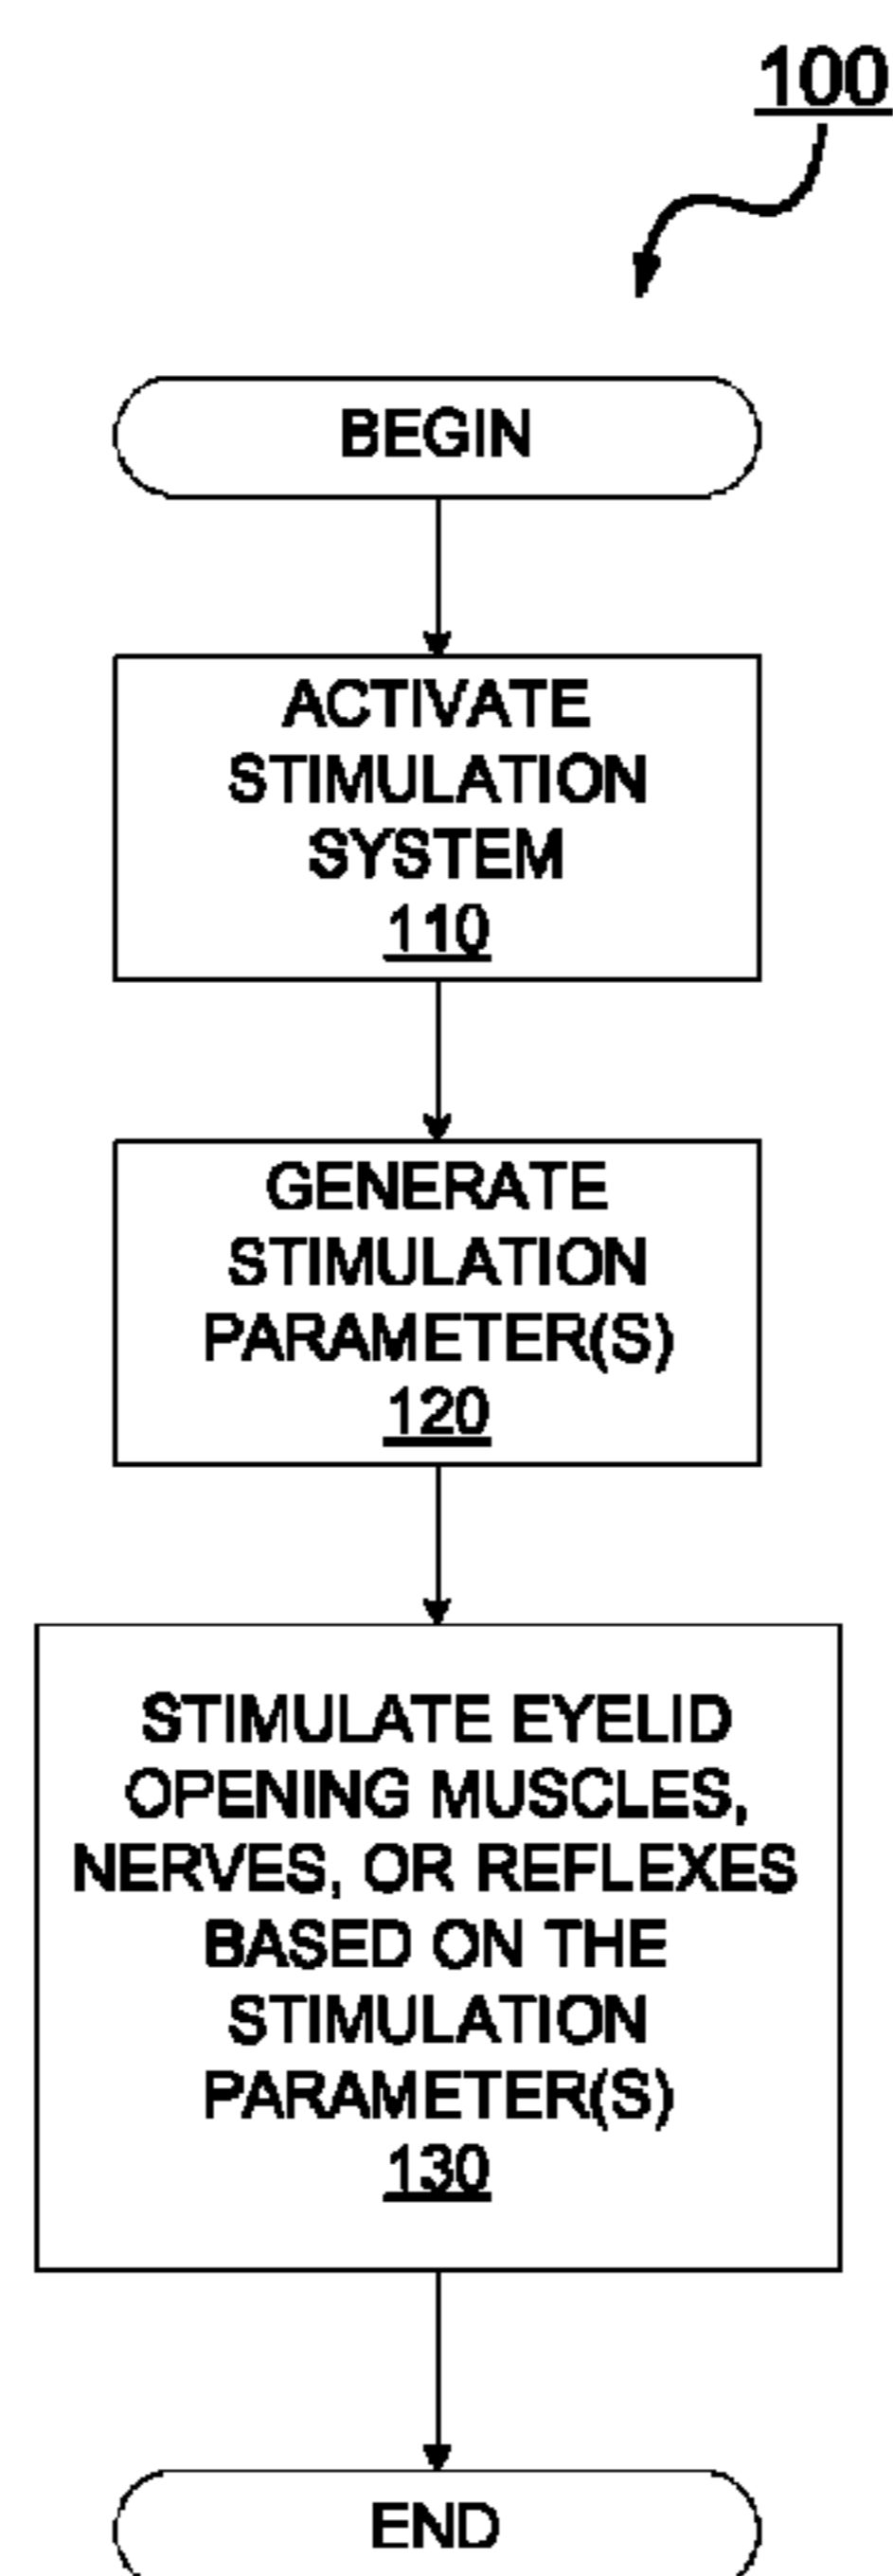 100
BEGIN
ACTIVATE
STIMULATION
SYSTEM
110
GENERATE
STIMULATION
PARAMETER(S)
120
STIMULATE EYELID
OPENING MUSCLES,
NERVES, OR REFLEXES
BASED ON THE
STIMULATION
PARAMETER(S)
130
END